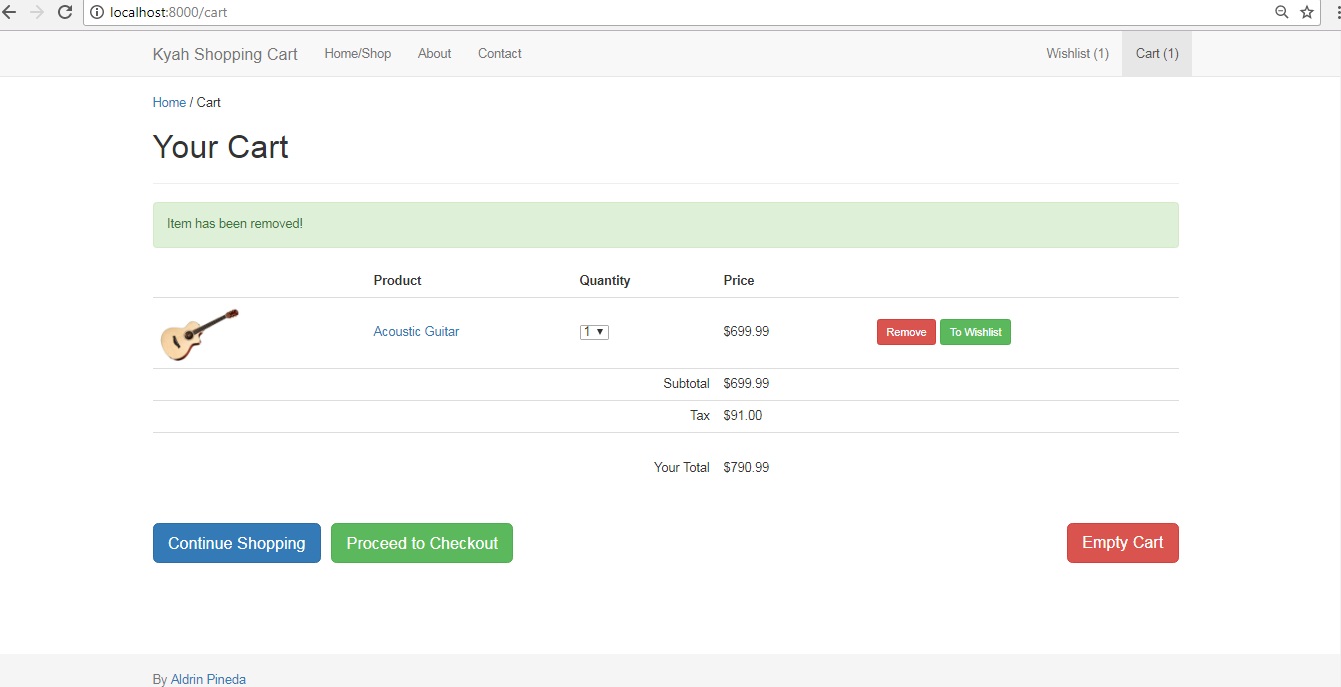 localhost:8000/cart
Kyah Shopping Cart Home/Shop About Contact Wishlist (1) Cart (1)
Home / Cart
Your Cart
Item has been removed!
Product Quantity Price
Acoustic Guitar 1 $699.99 Remove To Wishlist
Subtotal $699.99
Tax $91.00
Your Total $790.99
Continue Shopping Proceed to Checkout Empty Cart
By Aldrin Pineda